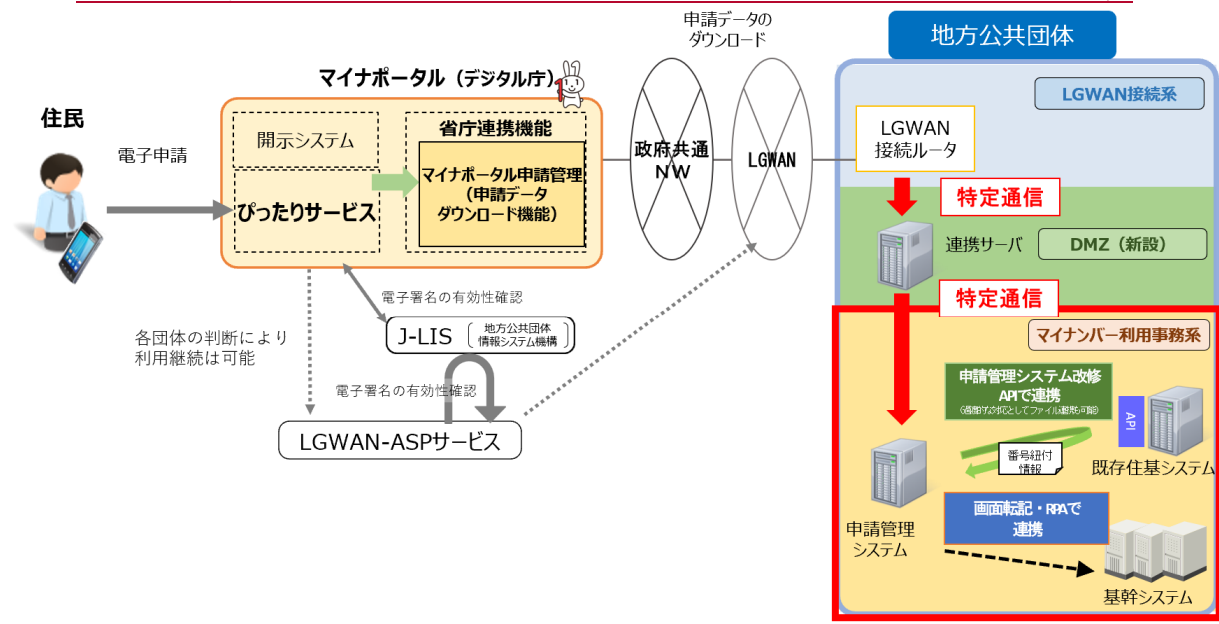 申請データの
ダウンロード
地方公共団体
マイナポータル（デジタル庁）
LGWAN接続系
住民
電子申請
開示システム
省庁連携機能
ぴったりサービス
マイナポータル申請管理
（申請データ
ダウンロード機能）
政府共通
NW
LGWAN
LGWAN
接続ルータ
特定通信
連携サーバ
DMZ（新設）
特定通信
電子署名の有効性確認
J-LIS
地方公共団体
情報システム機構
各団体の判断により
利用継続は可能
電子署名の有効性確認
LGWAN-ASPサービス
マイナンバー利用事務系
申請管理システム改修
APIで連携
API
番号紐付
情報
既存住基システム
申請管理
システム
画面転記・RPAで
連携
基幹システム